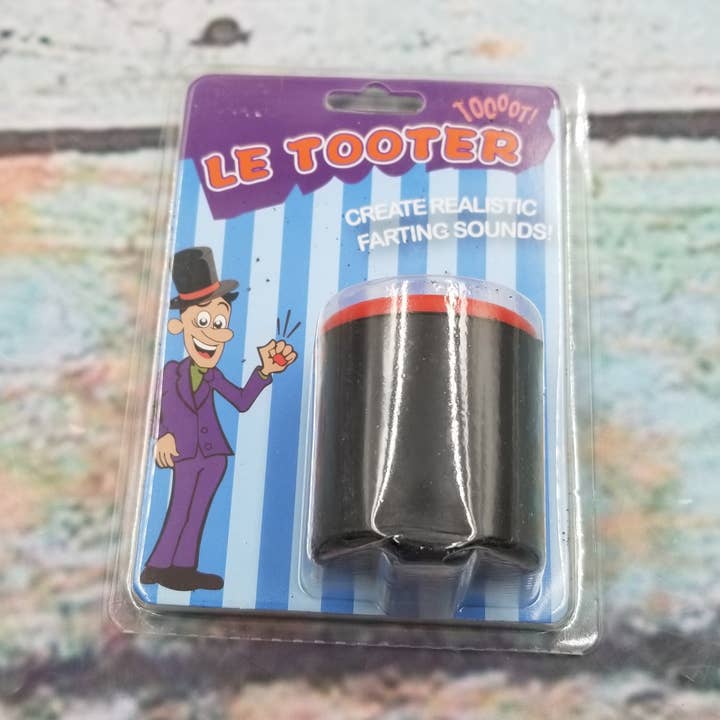 TOOOOT!
LE TOOTER
CREATE REALISTIC
FARTING SOUNDS!